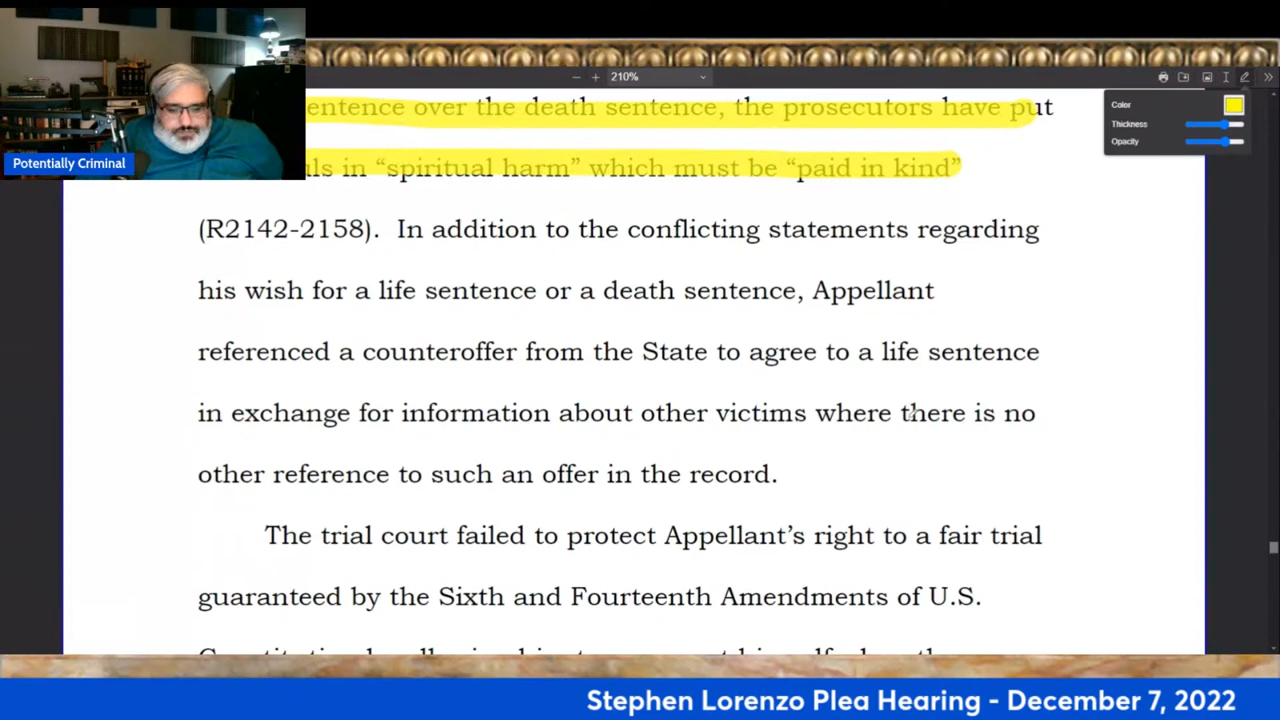 210%
Color
Thickness
Opacity
Potentially Criminal
entence over the death sentence, the prosecutors have put
in “spiritual harm” which must be “paid in kind”
(R2142-2158). In addition to the conflicting statements regarding
his wish for a life sentence or a death sentence, Appellant
referenced a counteroffer from the State to agree to a life sentence
in exchange for information about other victims where there is no
other reference to such an offer in the record.
The trial court failed to protect Appellant’s right to a fair trial
guaranteed by the Sixth and Fourteenth Amendments of U.S.
Stephen Lorenzo Plea Hearing - December 7, 2022